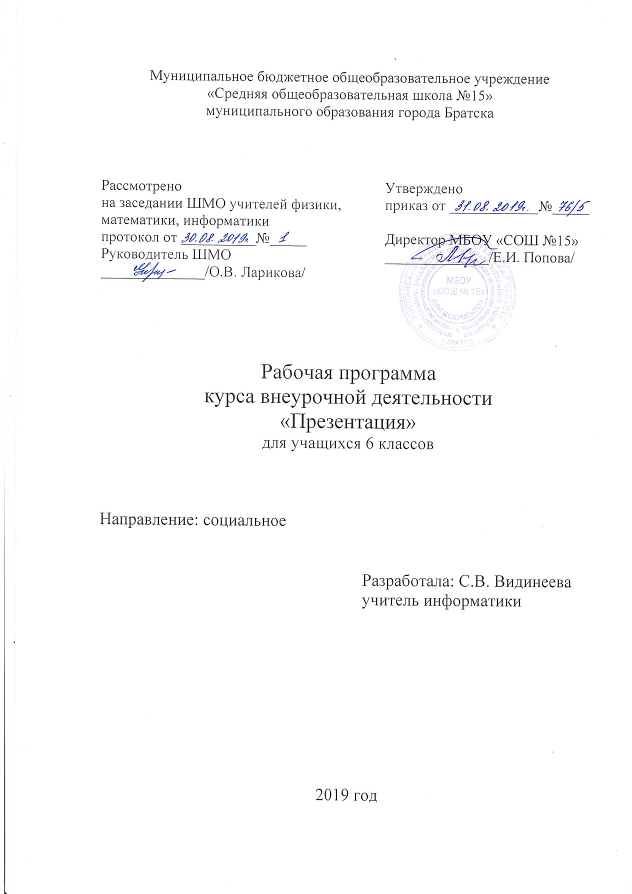 Муниципальное бюджетное общеобразовательное учреждение
«Средняя общеобразовательная школа №15»
муниципального образования города Братска
Рассмотрено
на заседании ШМО учителей физики,
математики, информатики
протокол от 30.08.2019г. № 1
Руководитель ШМО
/О.В. Ларикова/
Утверждено
приказ от 31.08.2019г. № 76/5
Директор МБОУ «СОШ №15»
/Е.И. Попова/
МБОУ
«СОШ № 15»
ДЛЯ ДОКУМЕНТОВ
Рабочая программа
курса внеурочной деятельности
«Презентация»
для учащихся 6 классов
Направление: социальное
Разработала: С.В. Видинеева
учитель информатики
2019 год